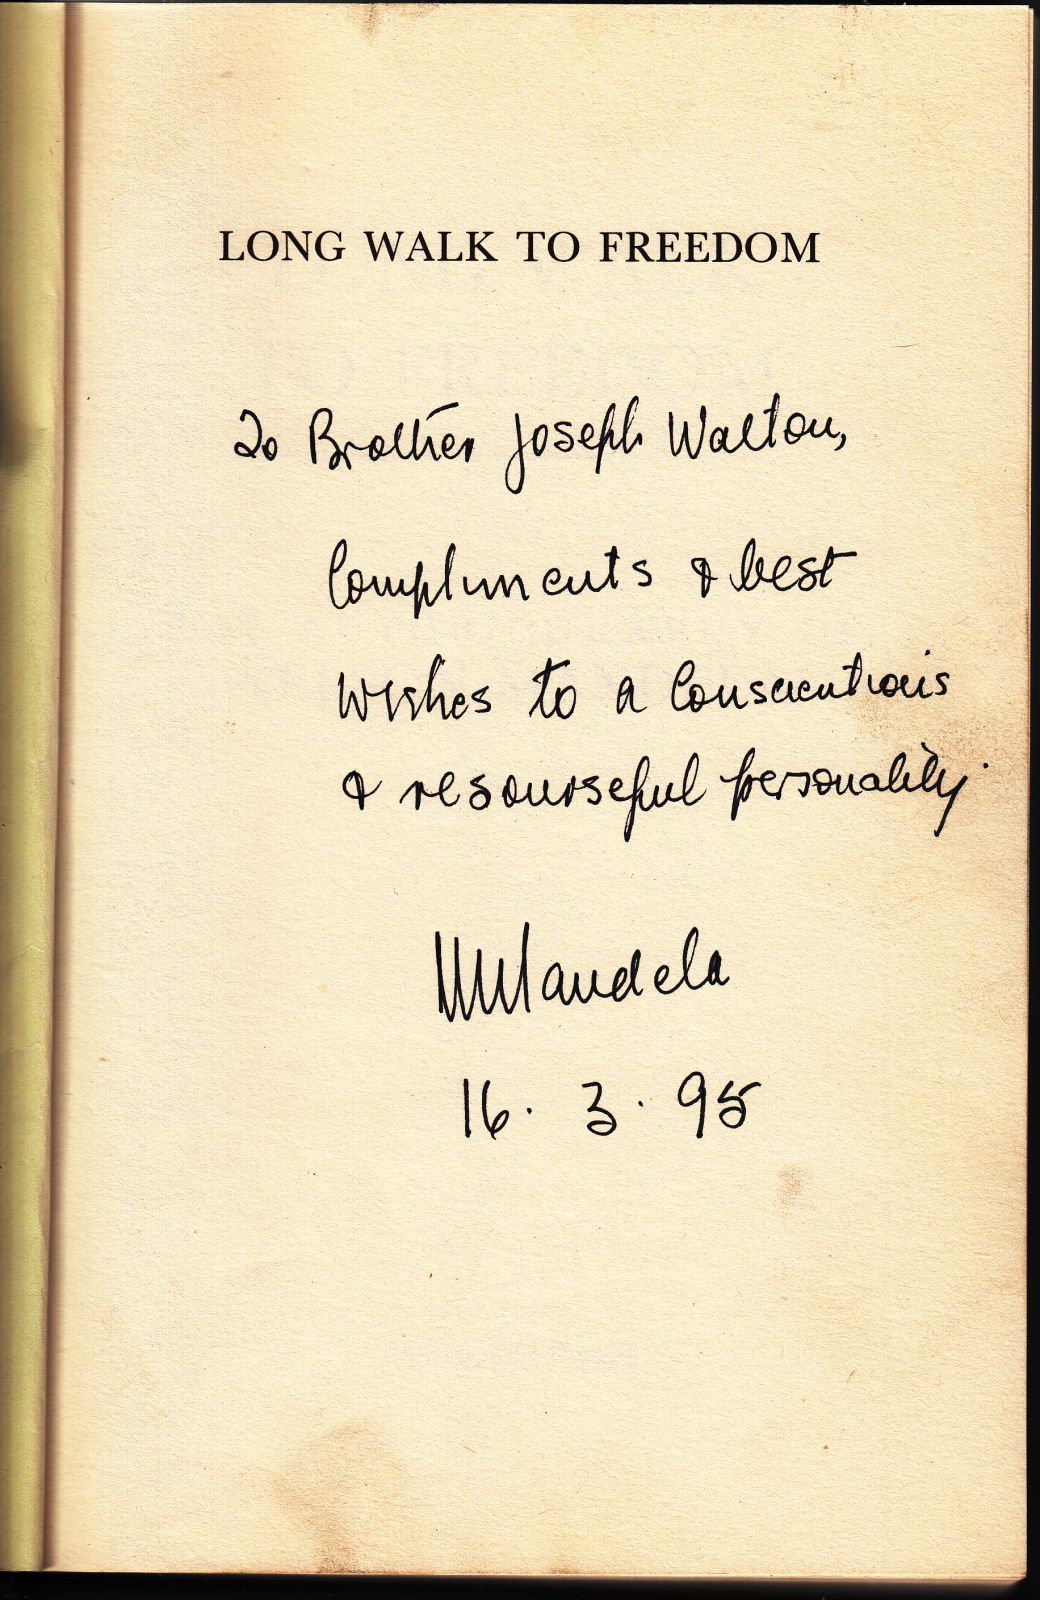 LONG WALK TO FREEDOM
To Brother Joseph Walton,
Compliments & best
wishes to a conscientious
& resourseful personality.
NMandela
16. 3. 95